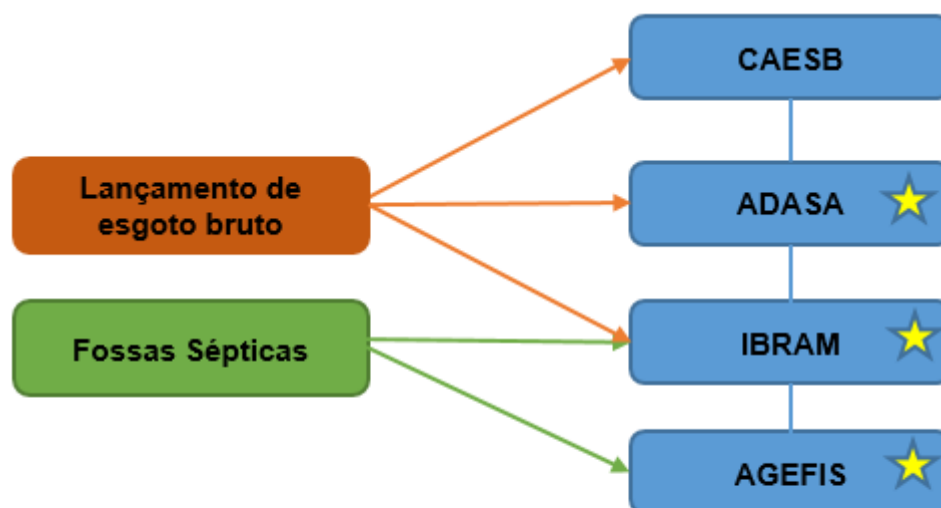 Lançamento de
esgoto bruto
Fossas Sépticas
CAESB
ADASA
IBRAM
AGEFIS